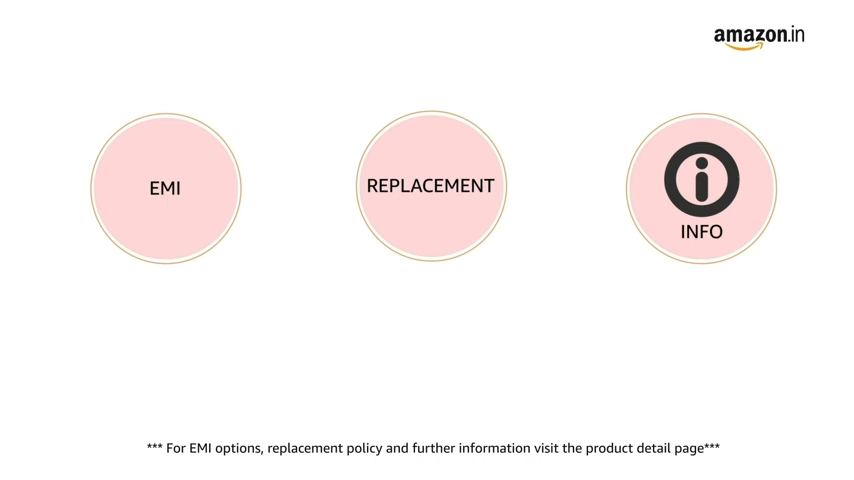 amazon.in
EMI
REPLACEMENT
INFO
*** For EMI options, replacement policy and further information visit the product detail page***